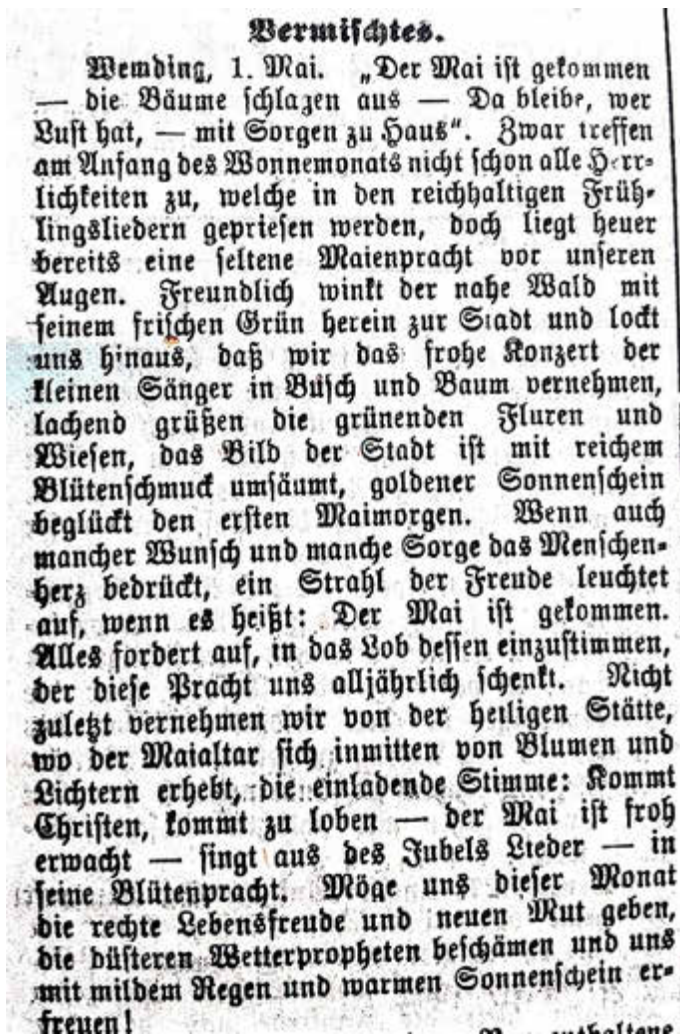 Vermischtes.
Wemding, 1. Mai. „Der Mai ist gekommen
— die Bäume schlagen aus — Da bleibe, wer
Lust hat, — mit Sorgen zu Haus“. Zwar treffen
am Anfang des Wonnemonats nicht schon alle Herr-
lichkeiten zu, welche in den reichhaltigen Früh-
lingsliedern gepriesen werden, doch liegt heuer
bereits eine seltene Maienpracht vor unseren
Augen. Freundlich winkt der nahe Wald mit
seinem frischen Grün herein zur Stadt und lockt
uns hinaus, daß wir das frohe Konzert der
kleinen Sänger in Busch und Baum vernehmen,
lachend grüßen die grünenden Fluren und
Wiesen, das Bild der Stadt ist mit reichem
Blütenschmuck umsäumt, goldener Sonnenschein
beglückt den ersten Maimorgen. Wenn auch
mancher Wunsch und manche Sorge das Menschen-
herz bedrückt, ein Strahl der Freude leuchtet
auf, wenn es heißt: Der Mai ist gekommen.
Alles fordert auf, in das Lob dessen einzustimmen,
der diese Pracht uns alljährlich schenkt. Nicht
zuletzt vernehmen wir von der heiligen Stätte,
wo der Maialtar sich inmitten von Blumen und
Lichtern erhebt, die einladende Stimme: Kommt
Christen, kommt zu loben — der Mai ist froh
erwacht — singt aus des Jubels Lieder — in
seine Blütenpracht. Möge uns dieser Monat
die rechte Lebensfreude und neuen Mut geben,
die düsteren Wetterpropheten beschämen und uns
mit mildem Regen und warmen Sonnenschein er-
freuen!